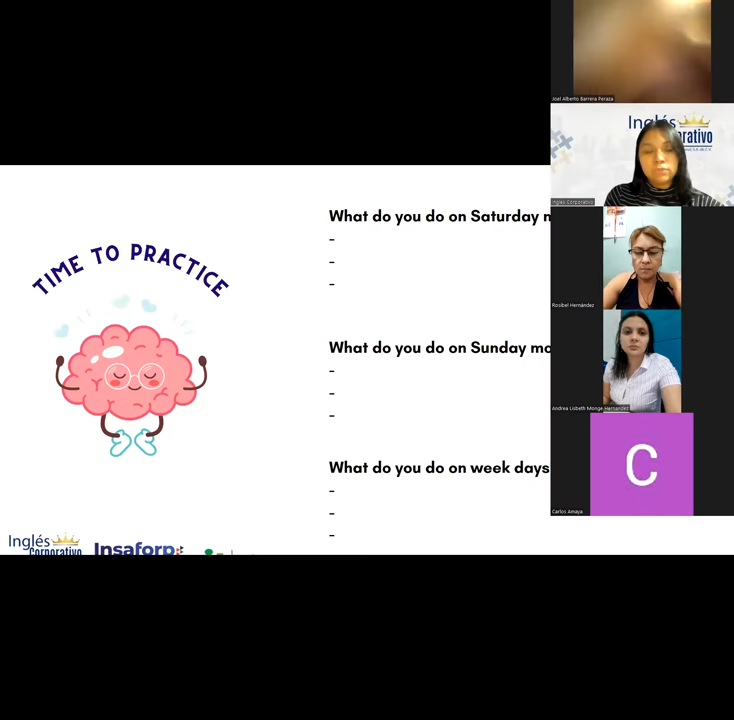 TIME TO PRACTICE
What do you do on Saturday
-
-
-
What do you do on Sunday
-
-
-
What do you do on week days
-
-
-
Inglés
Corporativo
Insaforp
Joel Alberto Barrera Peraza
Inglés
Inglés Corporativo
Rosibel Hernández
Andrea Lisbeth Monge Hernandez
C
Carlos Amaya